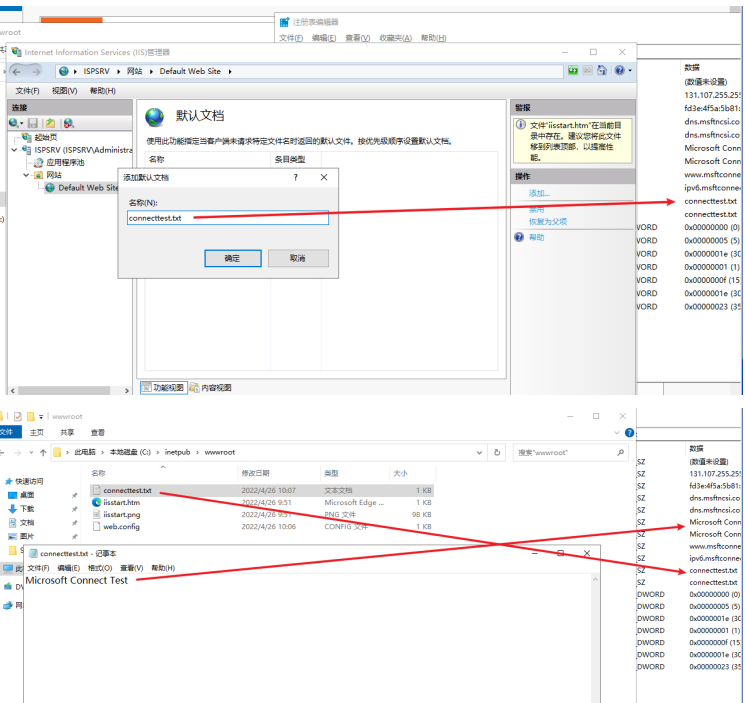 注册表编辑器
wroot
文件(F) 编辑(E) 查看(V) 收藏夹(A) 帮助(H)
Internet Information Services (IIS)管理器
ISPSRV 网站 Default Web Site
文件(F) 视图(V) 帮助(H)
连接
起始页
ISPSRV (ISPSRV\Administra
应用程序池
网站
Default Web Site
默认文档
使用此功能指定当客户端未请求特定文件名时返回的默认文件。按优先级顺序设置默认文档。
名称 条目类型
添加默认文档 ? ×
名称(N):
connecttest.txt
确定 取消
功能视图 内容视图
警报
文件"iisstart.htm"在当前目
录中存在。建议您将此文件
移到列表顶部，以提高性
能。
操作
添加...
禁用
恢复为父项
帮助
数据
(数值未设置)
131.107.255.255
fd3e:4f5a:5b81:
dns.msftncsi.co
dns.msftncsi.co
Microsoft Conn
Microsoft Conn
www.msftconne
ipv6.msftconne
connecttest.txt
connecttest.txt
WORD 0x00000000 (0)
WORD 0x00000005 (5)
WORD 0x0000001e (30
WORD 0x00000001 (1)
WORD 0x0000000f (15
WORD 0x0000001e (30
WORD 0x00000023 (35
wwwroot
文件 主页 共享 查看
此电脑 本地磁盘 (C:) inetpub wwwroot
搜索"wwwroot"
快速访问
桌面
下载
文档
图片
名称 修改日期 类型 大小
connecttest.txt 2022/4/26 10:07 文本文档 1 KB
iisstart.htm 2022/4/26 9:51 Microsoft Edge ... 1 KB
iisstart.png 2022/4/26 9:51 PNG 文件 98 KB
web.config 2022/4/26 10:06 CONFIG 文件 1 KB
connecttest.txt - 记事本
文件(F) 编辑(E) 格式(O) 查看(V) 帮助(H)
Microsoft Connect Test
数据
SZ (数值未设置)
SZ 131.107.255.255
SZ fd3e:4f5a:5b81:
SZ dns.msftncsi.co
SZ dns.msftncsi.co
SZ Microsoft Conn
SZ Microsoft Conn
SZ www.msftconne
SZ ipv6.msftconne
SZ connecttest.txt
SZ connecttest.txt
DWORD 0x00000000 (0)
DWORD 0x00000005 (5)
DWORD 0x0000001e (30
DWORD 0x00000001 (1)
DWORD 0x0000000f (15
DWORD 0x0000001e (30
DWORD 0x00000023 (35